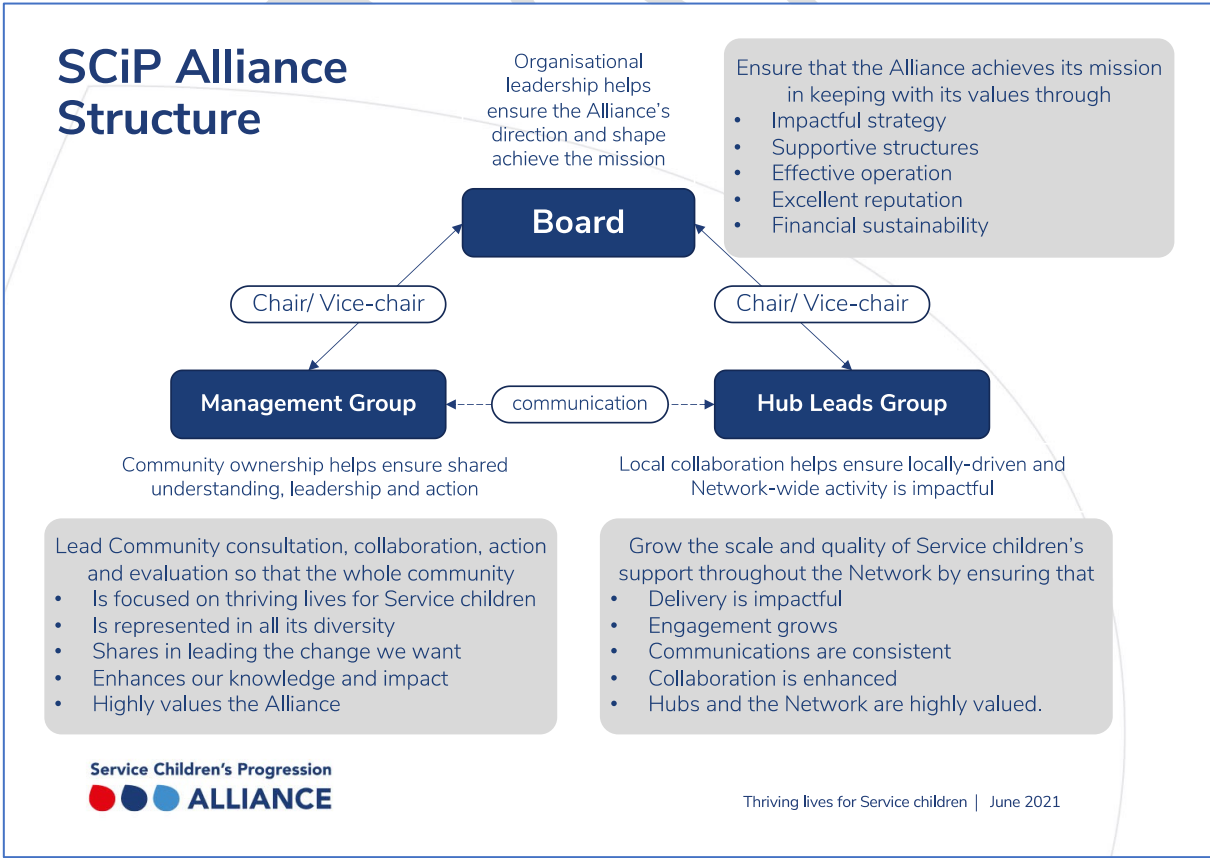 SCiP Alliance
Structure
Organisational
leadership helps
ensure the Alliance's
direction and shape
achieve the mission
Ensure that the Alliance achieves its mission
in keeping with its values through
• Impactful strategy
• Supportive structures
• Effective operation
• Excellent reputation
• Financial sustainability
Board
Chair/ Vice-chair
Chair/ Vice-chair
Management Group
communication
Hub Leads Group
Community ownership helps ensure shared
understanding, leadership and action
Local collaboration helps ensure locally-driven and
Network-wide activity is impactful
Lead Community consultation, collaboration, action
and evaluation so that the whole community
• Is focused on thriving lives for Service children
• Is represented in all its diversity
• Shares in leading the change we want
• Enhances our knowledge and impact
• Highly values the Alliance
Grow the scale and quality of Service children's
support throughout the Network by ensuring that
• Delivery is impactful
• Engagement grows
• Communications are consistent
• Collaboration is enhanced
• Hubs and the Network are highly valued.
Service Children's Progression
ALLIANCE
Thriving lives for Service children | June 2021